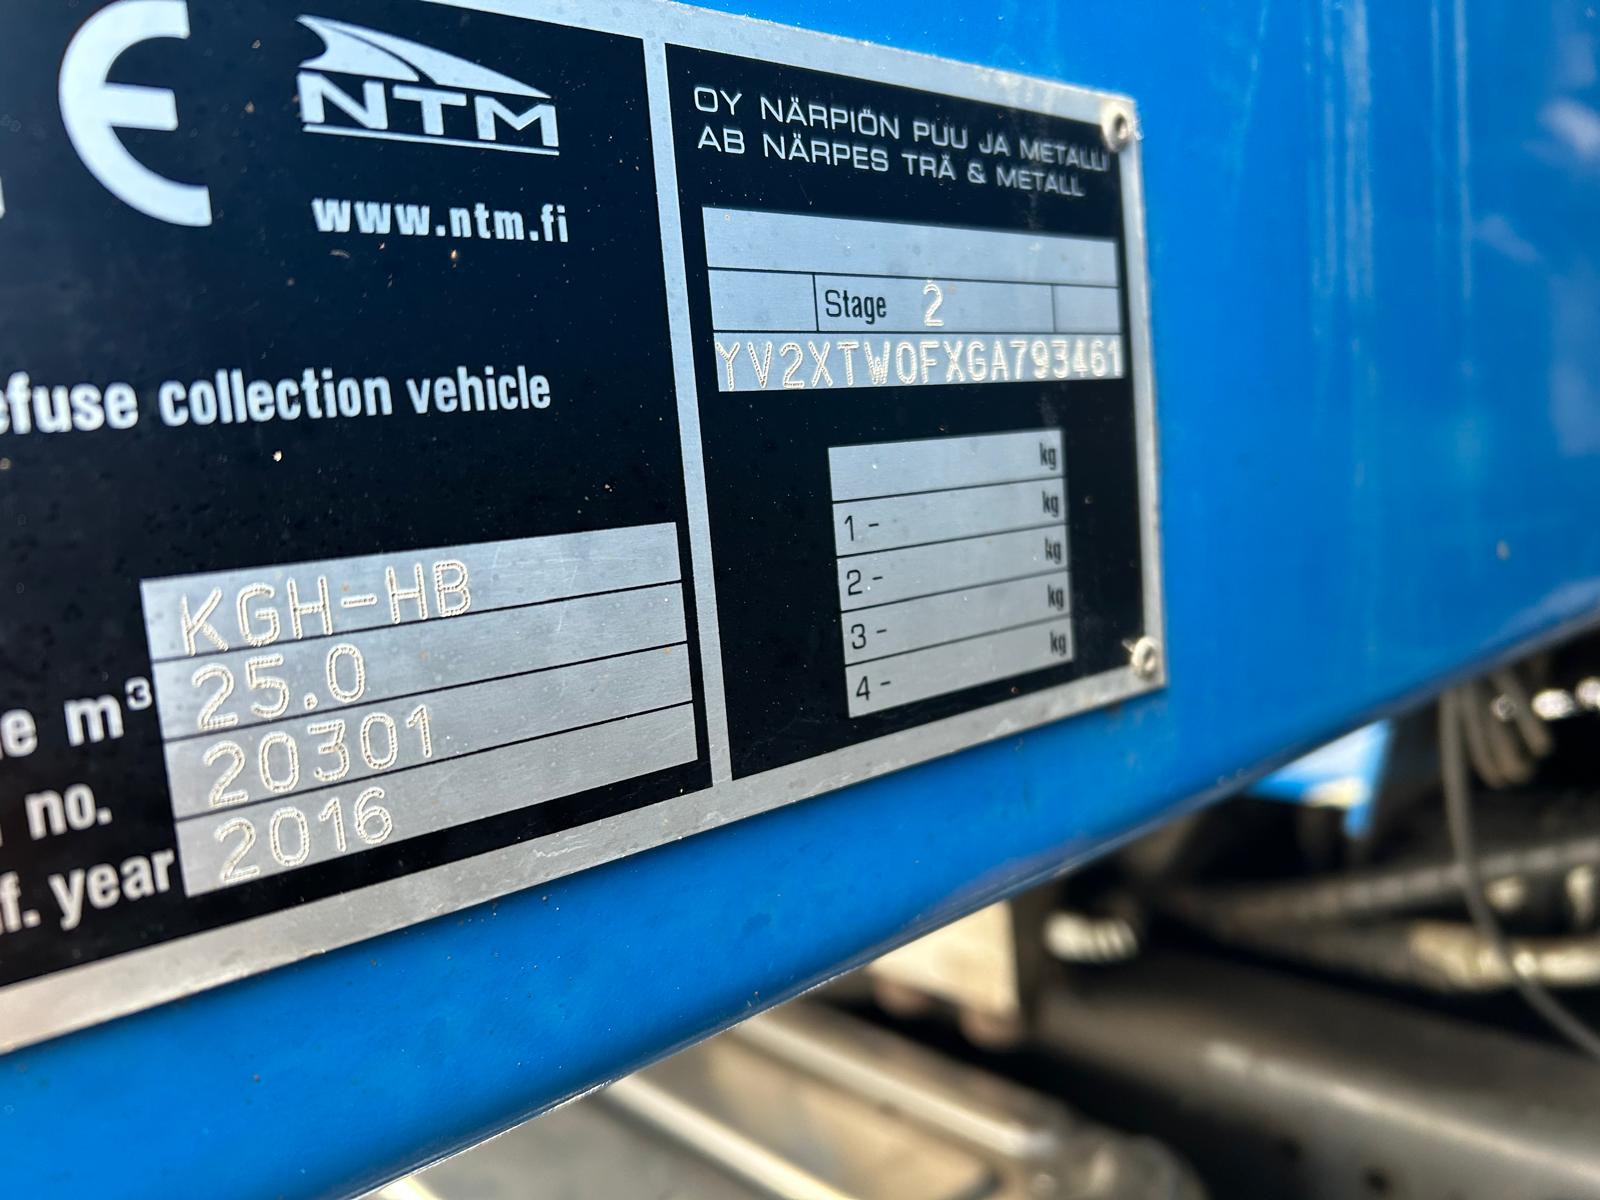 CE
NTM
www.ntm.fi
efuse collection vehicle
KGH-HB
e m³ 25.0
no. 20301
f. year 2016
OY NÄRPIÖN PUU JA METALLI
AB NÄRPES TRÄ & METALL
Stage 2
YV2XTW0FXGA793461
kg
1 - kg
2 - kg
3 - kg
4 - kg